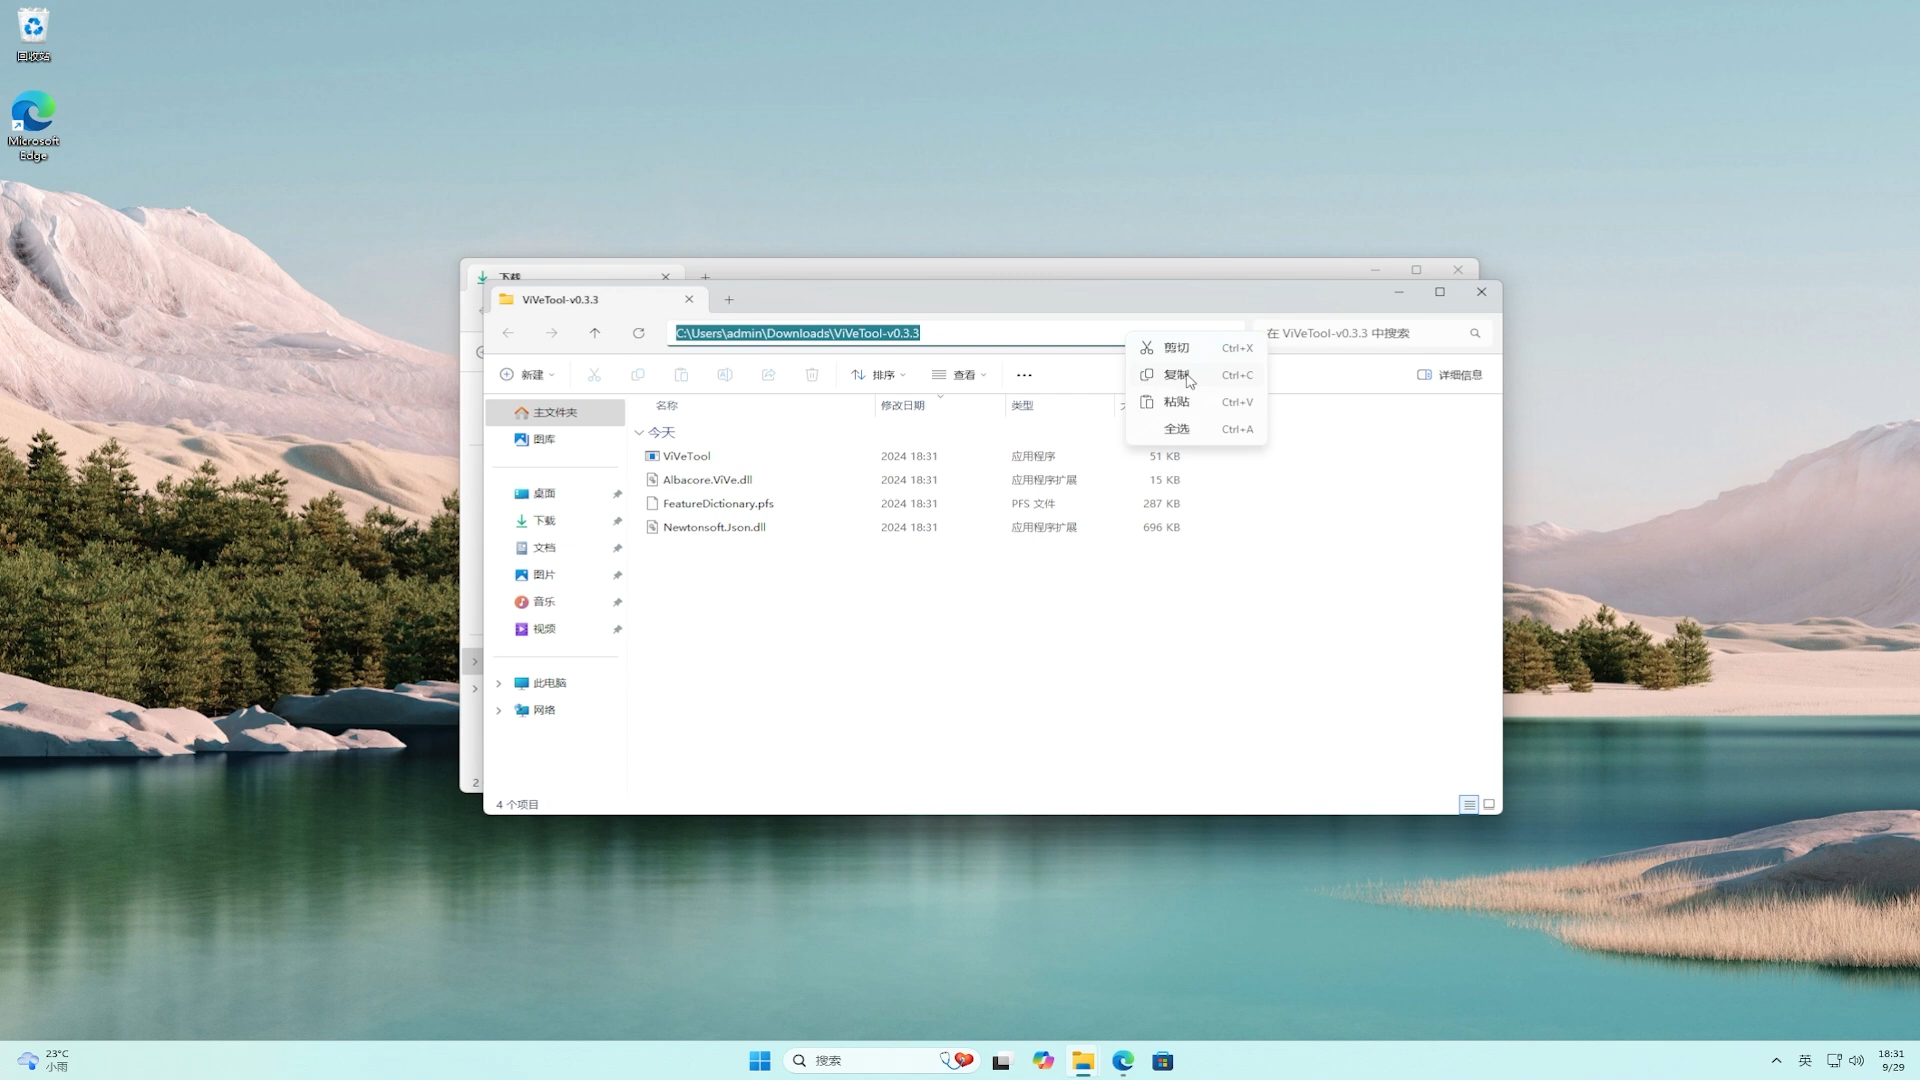 回收站
Microsoft
Edge
下载
ViVeTool-v0.3.3
C:\Users\admin\Downloads\ViVeTool-v0.3.3
在 ViVeTool-v0.3.3 中搜索
新建
排序
查看
详细信息
剪切 Ctrl+X
复制 Ctrl+C
粘贴 Ctrl+V
全选 Ctrl+A
主文件夹
图库
桌面
下载
文档
图片
音乐
视频
此电脑
网络
名称 修改日期 类型
今天
ViVeTool 2024 18:31 应用程序 51 KB
Albacore.ViVe.dll 2024 18:31 应用程序扩展 15 KB
FeatureDictionary.pfs 2024 18:31 PFS 文件 287 KB
Newtonsoft.Json.dll 2024 18:31 应用程序扩展 696 KB
2
4 个项目
23°C
小雨
搜索
英
18:31
9/29